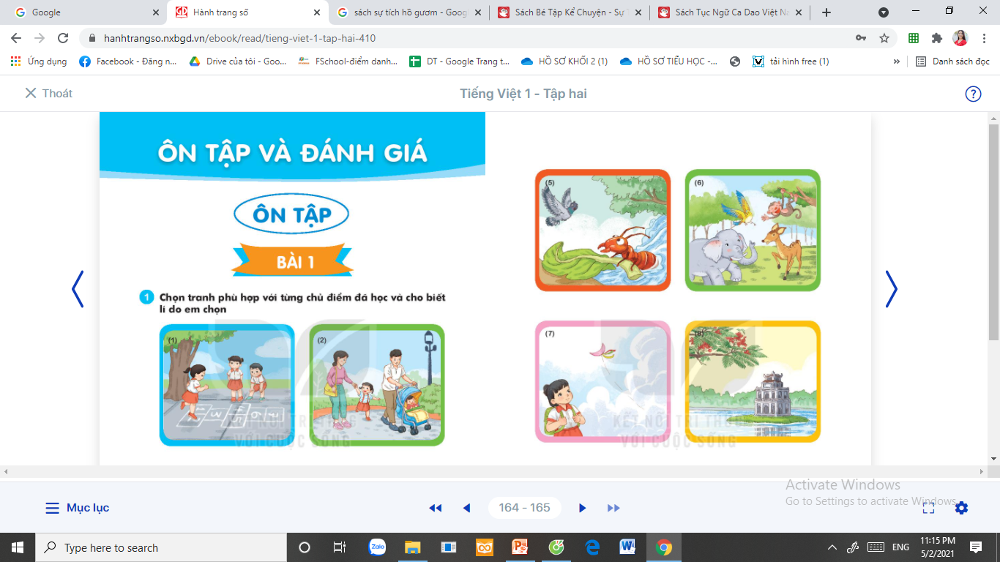 Google
Hành trang số
sách sự tích hồ gươm - Goog
Sách Bé Tập Kể Chuyện - Sự T
Sách Tục Ngữ Ca Dao Việt Na
hanhtrangso.nxbgd.vn/ebook/read/tieng-viet-1-tap-hai-410
Ứng dụng
Facebook - Đăng n...
Drive của tôi - Goo...
FSchool-điểm danh...
DT - Google Trang t...
HỒ SƠ KHỐI 2 (1)
HỒ SƠ TIỂU HỌC -...
tải hình free (1)
»
Danh sách đọc
Thoát
Tiếng Việt 1 - Tập hai
?
ÔN TẬP VÀ ĐÁNH GIÁ
ÔN TẬP
BÀI 1
1 Chọn tranh phù hợp với từng chủ điểm đã học và cho biết
lí do em chọn
(1)
(2)
(5)
(6)
(7)
(8)
KẾT NỐI TRI THỨC
VỚI CUỘC SỐNG
KẾT NỐI TRI THỨC
VỚI CUỘC SỐNG
Activate Windows
Go to Settings to activate Windows.
Mục lục
164 - 165
Type here to search
Zalo
ENG
11:15 PM
5/2/2021